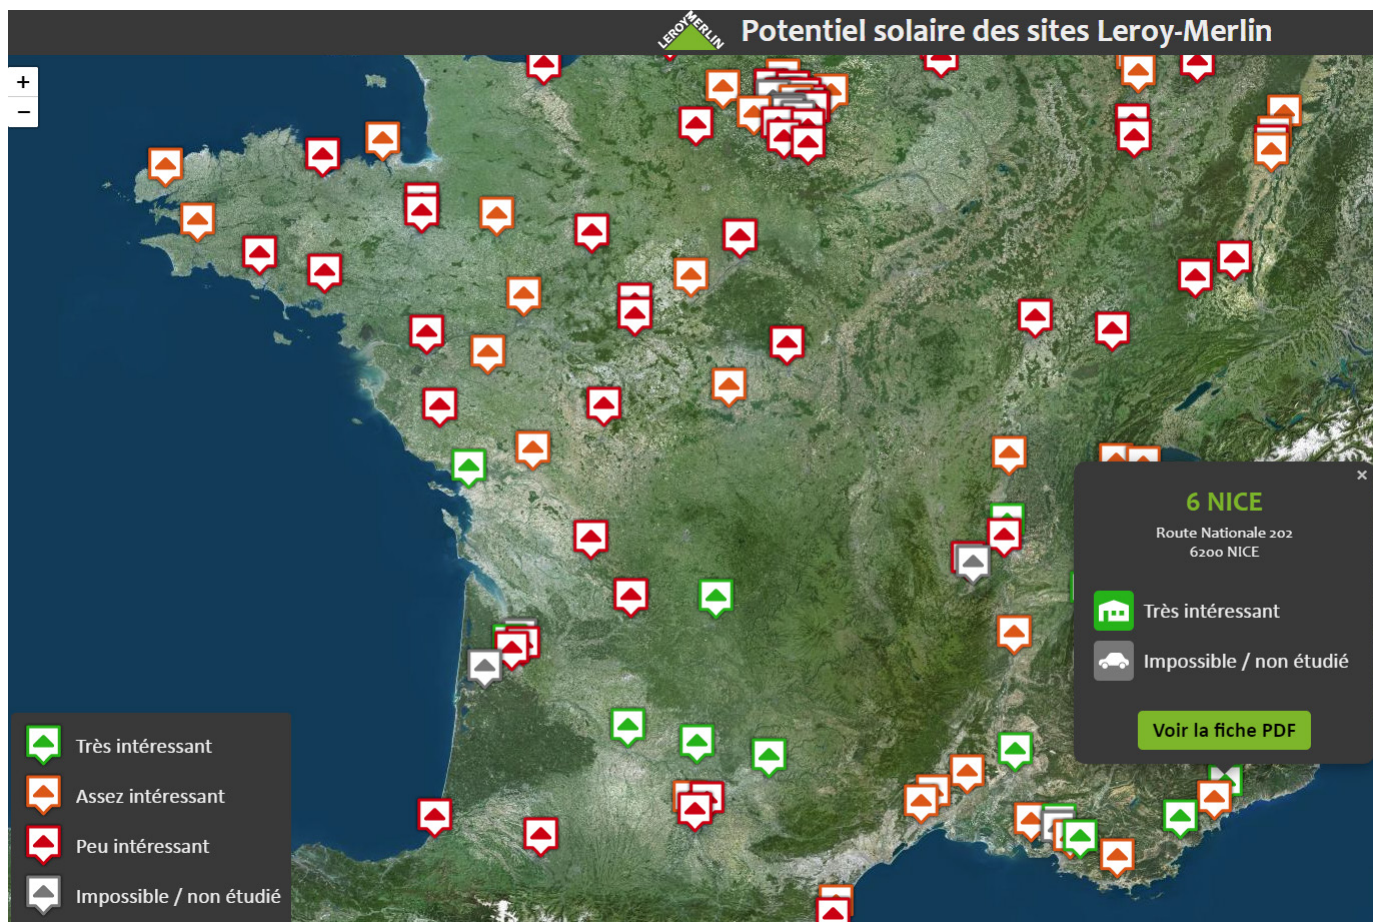 LEROY MERLIN
Potentiel solaire des sites Leroy-Merlin
+
−
×
6 NICE
Route Nationale 202
6200 NICE
Très intéressant
Impossible / non étudié
Voir la fiche PDF
Très intéressant
Assez intéressant
Peu intéressant
Impossible / non étudié